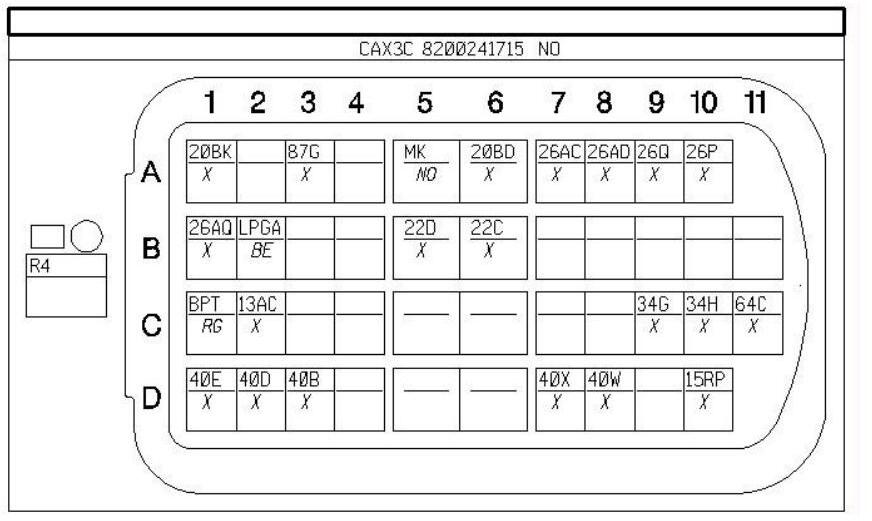 CAX3C 8200241715 NO
1 2 3 4 5 6 7 8 9 10 11
A 20BK 87G MK 20BD 26AC 26AD 26Q 26P
X X NO X X X X X
B 26AQ LPGA 22D 22C
X BE X X
R4
C BPT 13AC 34G 34H 64C
RG X X X X
D 40E 40D 40B 40X 40W 15RP
X X X X X X